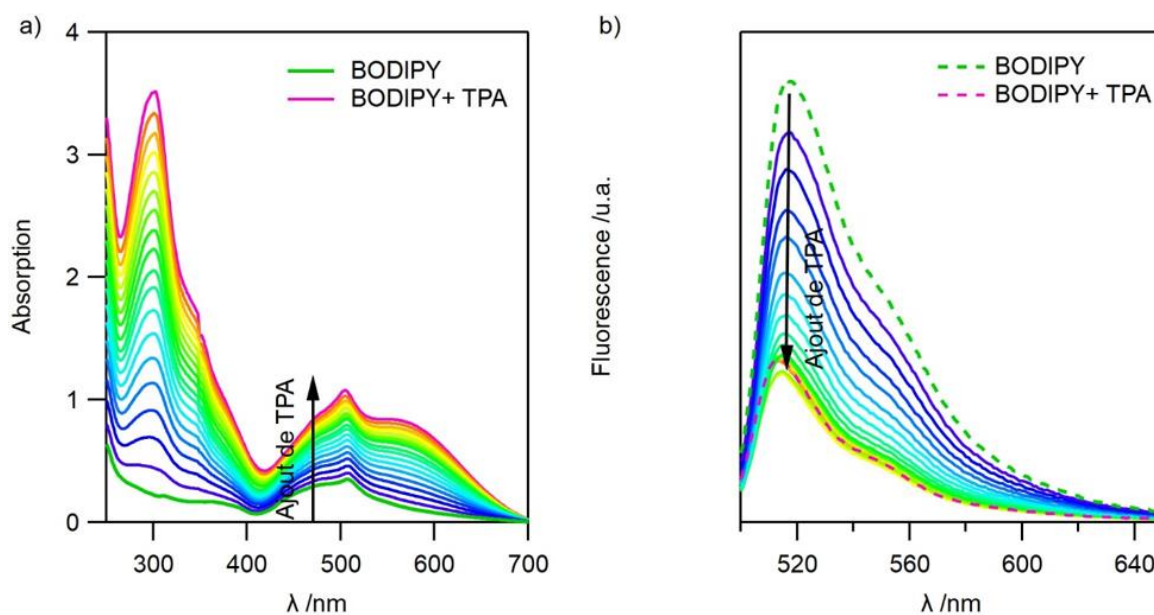 a)
4
3
2
1
0
Absorption
BODIPY
BODIPY+ TPA
Ajout de TPA
300
400
500
600
700
λ /nm
b)
Fluorescence /u.a.
BODIPY
BODIPY+ TPA
Ajout de TPA
520
560
600
640
λ /nm